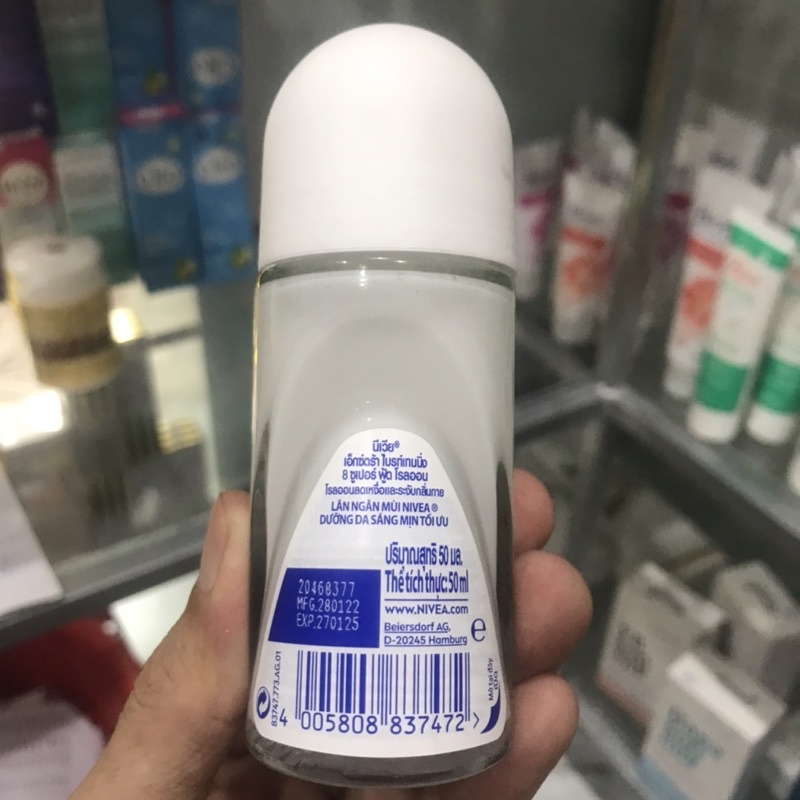 นีเวีย®
เอ็กซ์ตร้า ไบรท์เทนนิ่ง
8 ซูเปอร์ ฟู้ด โรลออน
โรลออนลดเหงื่อและระงับกลิ่นกาย
LĂN NGĂN MÙI NIVEA®
DƯỠNG DA SÁNG MỊN TỐI ƯU
ปริมาณสุทธิ 50 มล.
Thể tích thực: 50 ml
20468377
MFG.280122
EXP.270125
www.NIVEA.com
Beiersdorf AG,
D-20245 Hamburg e
83747.773.AG.01
Mở tại đây
4 005808 837472 >